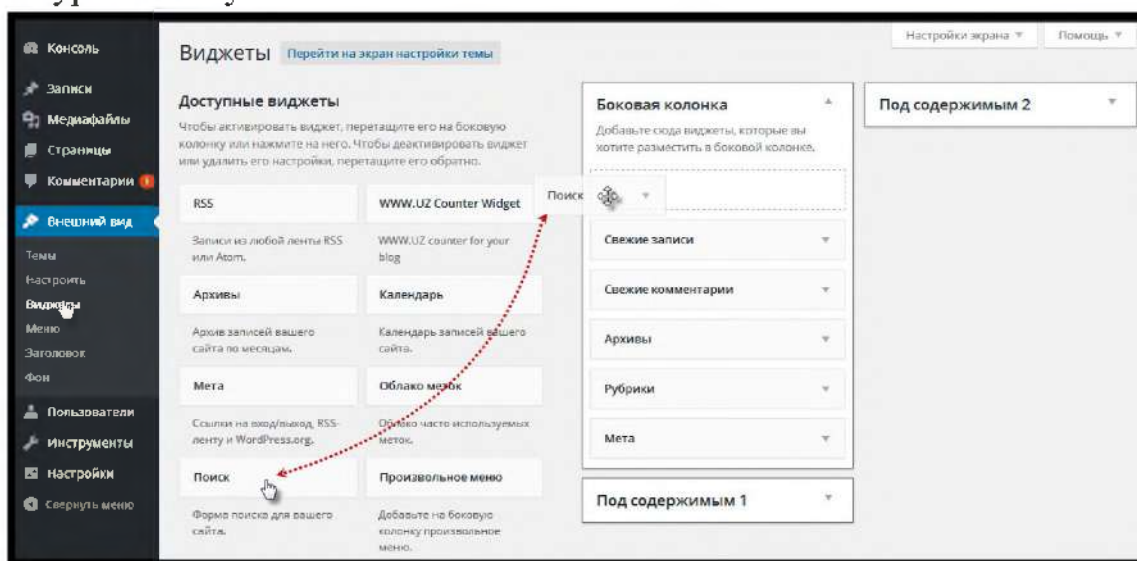 Консоль
Записи
Медиафайлы
Страницы
Комментарии
Внешний вид
Темы
Настроить
Виджеты
Меню
Заголовок
Фон
Пользователи
Инструменты
Настройки
Свернуть меню
Настройки экрана
Помощь
Виджеты
Перейти на экран настройки темы
Доступные виджеты
Чтобы активировать виджет, перетащите его на боковую
колонку или нажмите на него. Чтобы деактивировать виджет
или удалить его настройки, перетащите его обратно.
RSS
WWW.UZ Counter Widget
Записи из любой ленты RSS
или Atom.
WWW.UZ counter for your
blog
Архивы
Календарь
Архив записей вашего
сайта по месяцам.
Календарь записей вашего
сайта.
Мета
Облако меток
Ссылки на вход/выход, RSS-
ленту и WordPress.org.
Облако часто используемых
меток.
Поиск
Произвольное меню
Форма поиска для вашего
сайта.
Добавьте на боковую
колонку произвольное
меню.
Боковая колонка
Добавьте сюда виджеты, которые вы
хотите разместить в боковой колонке.
Поиск
Свежие записи
Свежие комментарии
Архивы
Рубрики
Мета
Под содержимым 1
Под содержимым 2